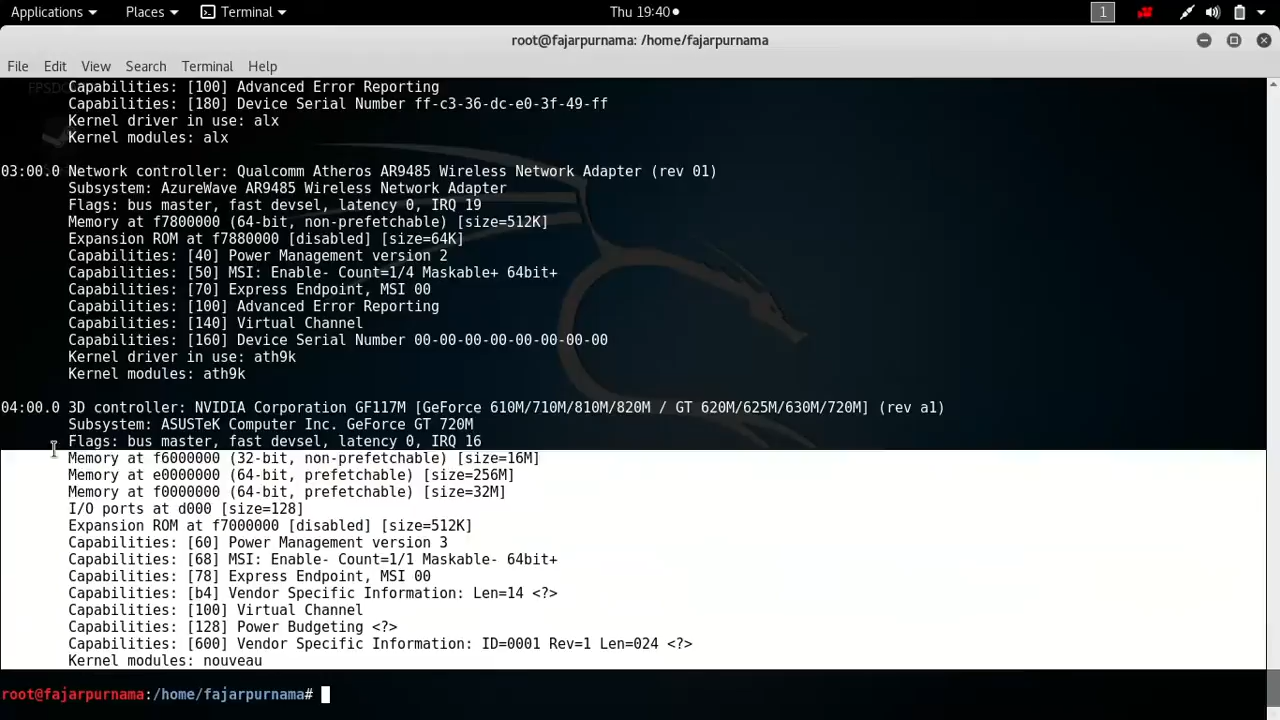 Applications Places Terminal Thu 19:40 1
root@fajarpurnama: /home/fajarpurnama
File Edit View Search Terminal Help
Capabilities: [100] Advanced Error Reporting
Capabilities: [180] Device Serial Number ff-c3-36-dc-e0-3f-49-ff
Kernel driver in use: alx
Kernel modules: alx
03:00.0 Network controller: Qualcomm Atheros AR9485 Wireless Network Adapter (rev 01)
Subsystem: AzureWave AR9485 Wireless Network Adapter
Flags: bus master, fast devsel, latency 0, IRQ 19
Memory at f7800000 (64-bit, non-prefetchable) [size=512K]
Expansion ROM at f7880000 [disabled] [size=64K]
Capabilities: [40] Power Management version 2
Capabilities: [50] MSI: Enable- Count=1/4 Maskable+ 64bit+
Capabilities: [70] Express Endpoint, MSI 00
Capabilities: [100] Advanced Error Reporting
Capabilities: [140] Virtual Channel
Capabilities: [160] Device Serial Number 00-00-00-00-00-00-00-00
Kernel driver in use: ath9k
Kernel modules: ath9k
04:00.0 3D controller: NVIDIA Corporation GF117M [GeForce 610M/710M/810M/820M / GT 620M/625M/630M/720M] (rev a1)
Subsystem: ASUSTeK Computer Inc. GeForce GT 720M
Flags: bus master, fast devsel, latency 0, IRQ 16
Memory at f6000000 (32-bit, non-prefetchable) [size=16M]
Memory at e0000000 (64-bit, prefetchable) [size=256M]
Memory at f0000000 (64-bit, prefetchable) [size=32M]
I/O ports at d000 [size=128]
Expansion ROM at f7000000 [disabled] [size=512K]
Capabilities: [60] Power Management version 3
Capabilities: [68] MSI: Enable- Count=1/1 Maskable- 64bit+
Capabilities: [78] Express Endpoint, MSI 00
Capabilities: [b4] Vendor Specific Information: Len=14 <?>
Capabilities: [100] Virtual Channel
Capabilities: [128] Power Budgeting <?>
Capabilities: [600] Vendor Specific Information: ID=0001 Rev=1 Len=024 <?>
Kernel modules: nouveau
root@fajarpurnama:/home/fajarpurnama#